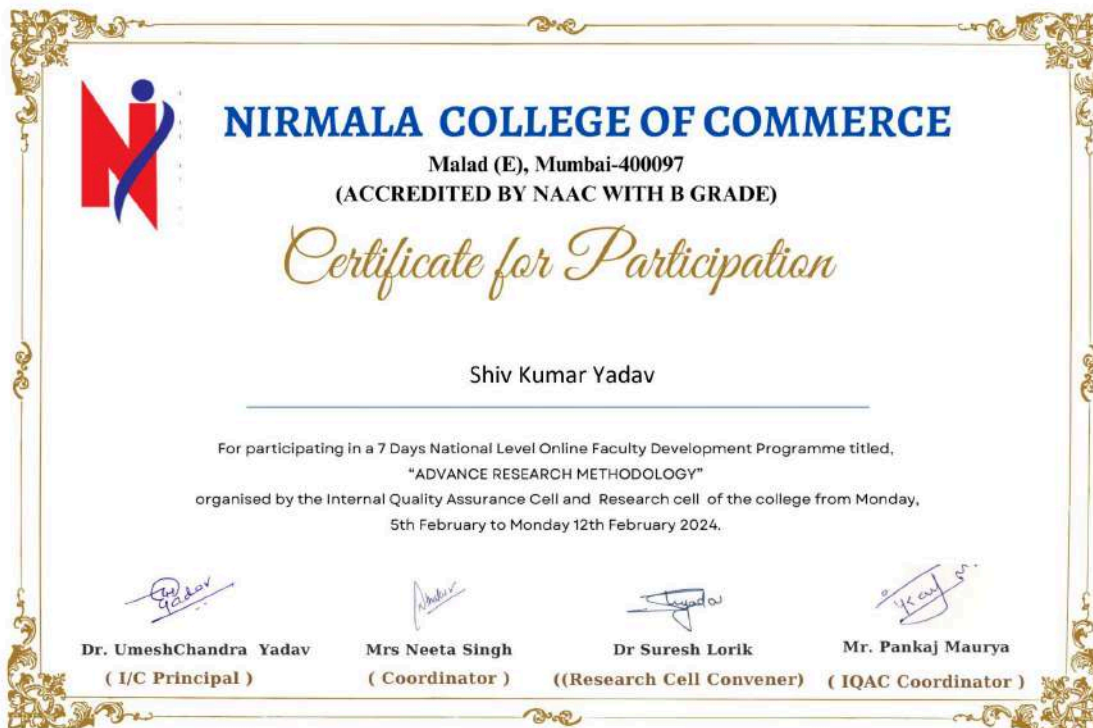 NIRMALA COLLEGE OF COMMERCE
Malad (E), Mumbai-400097
(ACCREDITED BY NAAC WITH B GRADE)
Certificate for Participation
Shiv Kumar Yadav
For participating in a 7 Days National Level Online Faculty Development Programme titled,
“ADVANCE RESEARCH METHODOLOGY”
organised by the Internal Quality Assurance Cell and Research cell of the college from Monday,
5th February to Monday 12th February 2024.
Dr. UmeshChandra Yadav
Mrs Neeta Singh
Dr Suresh Lorik
Mr. Pankaj Maurya
( I/C Principal )
( Coordinator )
((Research Cell Convener)
( IQAC Coordinator )